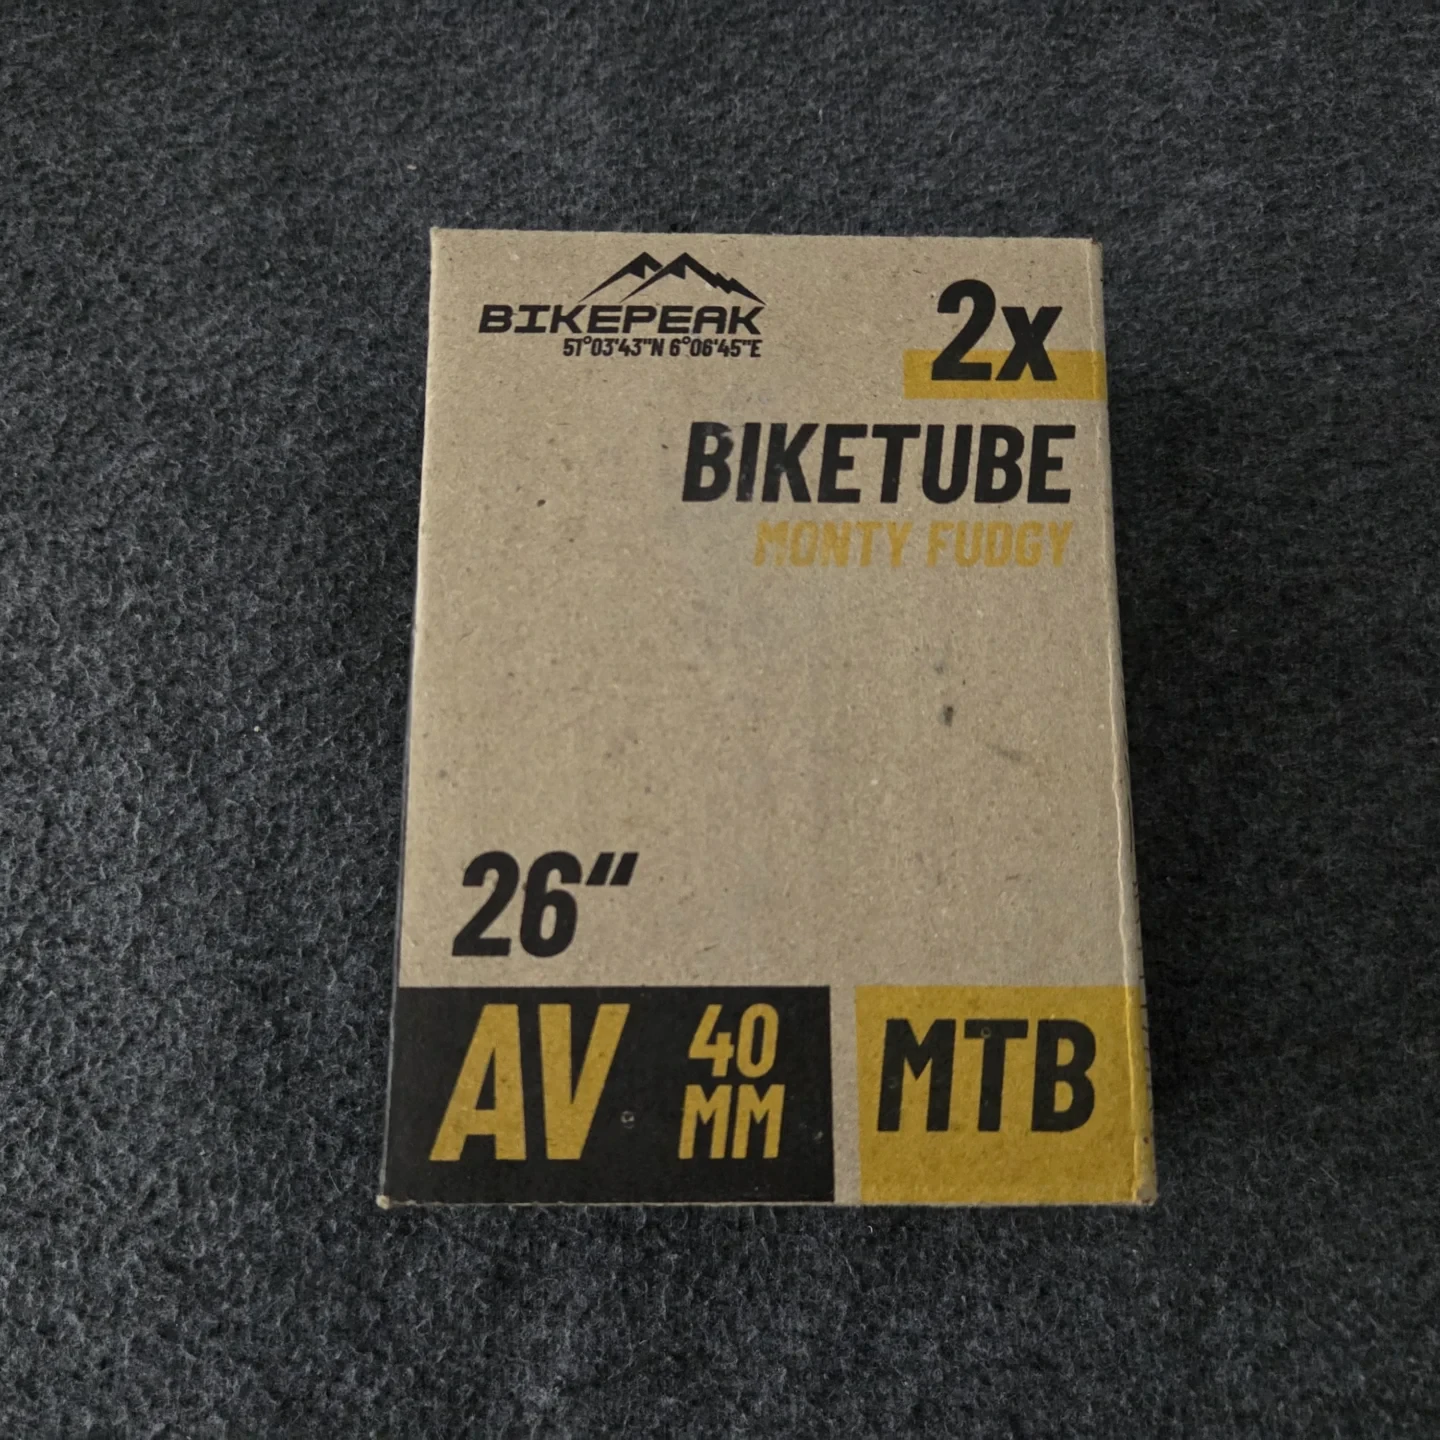 BIKEPEAK
51°03'43"N 6°06'45"E
2x
BIKETUBE
MONTY FUDGY
26“
AV 40 MM
MTB